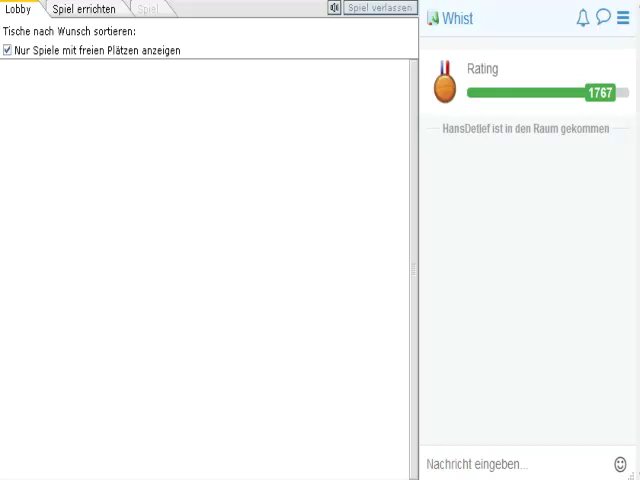 Lobby
Spiel errichten
Spiel
Spiel verlassen
Tische nach Wunsch sortieren:
Nur Spiele mit freien Plätzen anzeigen
Whist
Rating
1767
HansDetlef ist in den Raum gekommen
Nachricht eingeben...